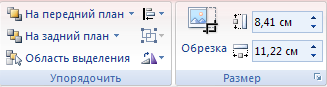 На передний план
На задний план
Область выделения
Упорядочить
Обрезка
8,41 см
11,22 см
Размер